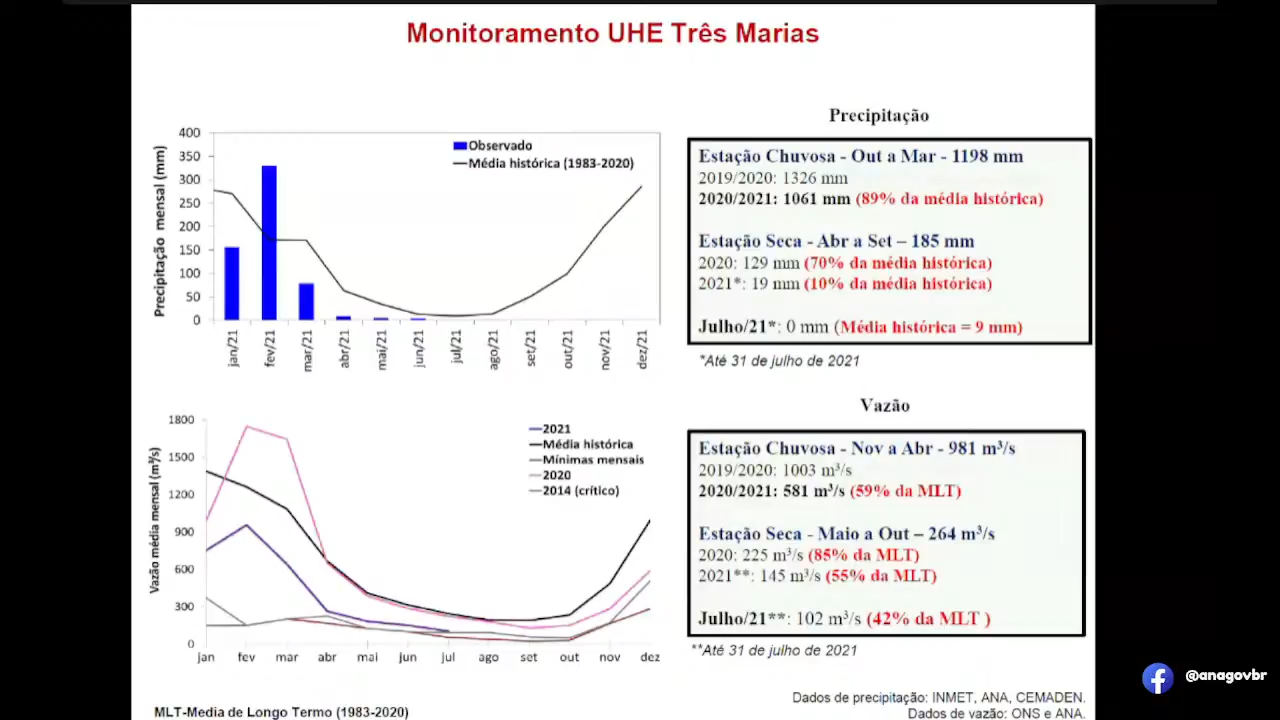 Monitoramento UHE Três Marias
Precipitação mensal (mm)
400
350
300
250
200
150
100
50
0
Observado
Média histórica (1983-2020)
jan/21
fev/21
mar/21
abr/21
mai/21
jun/21
jul/21
ago/21
set/21
out/21
nov/21
dez/21
Precipitação
Estação Chuvosa - Out a Mar - 1198 mm
2019/2020: 1326 mm
2020/2021: 1061 mm (89% da média histórica)
Estação Seca - Abr a Set – 185 mm
2020: 129 mm (70% da média histórica)
2021*: 19 mm (10% da média histórica)
Julho/21*: 0 mm (Média histórica = 9 mm)
*Até 31 de julho de 2021
Vazão média mensal (m³/s)
1800
1500
1200
900
600
300
0
2021
Média histórica
Mínimas mensais
2020
2014 (crítico)
jan
fev
mar
abr
mai
jun
jul
ago
set
out
nov
dez
Vazão
Estação Chuvosa - Nov a Abr - 981 m³/s
2019/2020: 1003 m³/s
2020/2021: 581 m³/s (59% da MLT)
Estação Seca - Maio a Out – 264 m³/s
2020: 225 m³/s (85% da MLT)
2021**: 145 m³/s (55% da MLT)
Julho/21**: 102 m³/s (42% da MLT )
**Até 31 de julho de 2021
MLT-Media de Longo Termo (1983-2020)
Dados de precipitação: INMET, ANA, CEMADEN.
Dados de vazão: ONS e ANA.
@anagovbr